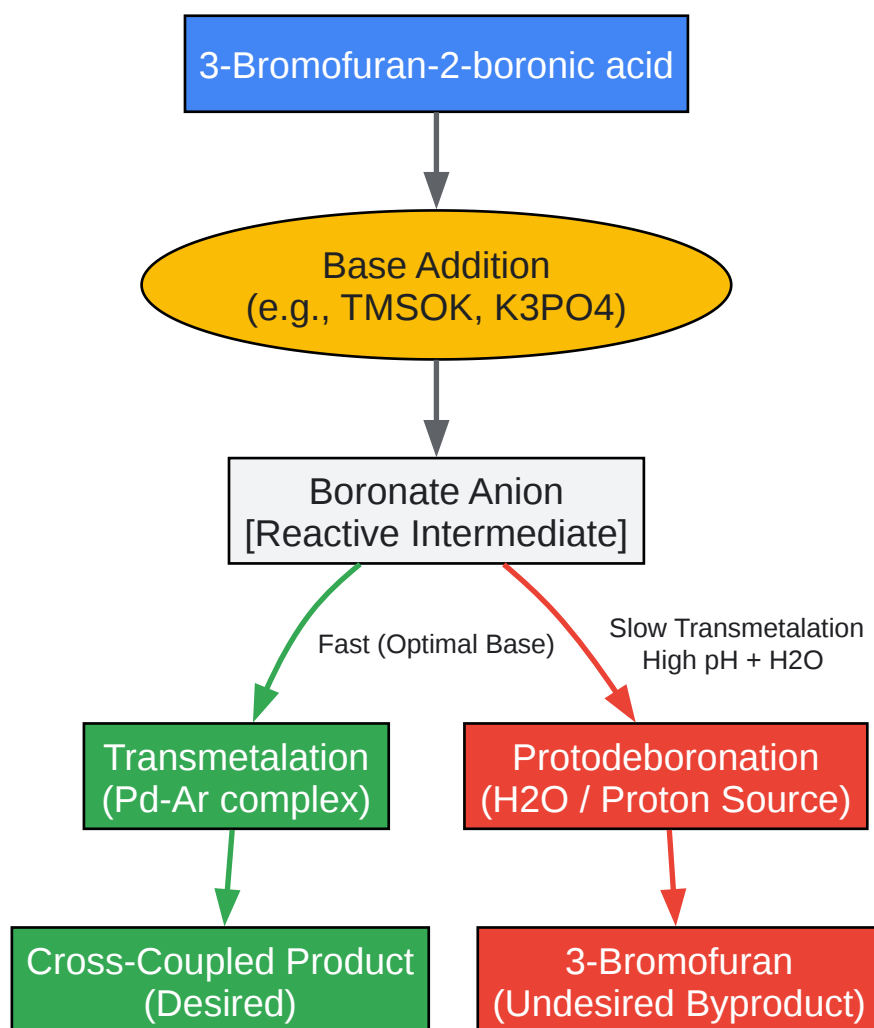 3-Bromofuran-2-boronic acid
Base Addition
(e.g., TMSOK, K3PO4)
Boronate Anion
[Reactive Intermediate]
Fast (Optimal Base)
Slow Transmetalation
High pH + H2O
Transmetalation
(Pd-Ar complex)
Protodeboronation
(H2O / Proton Source)
Cross-Coupled Product
(Desired)
3-Bromofuran
(Undesired Byproduct)